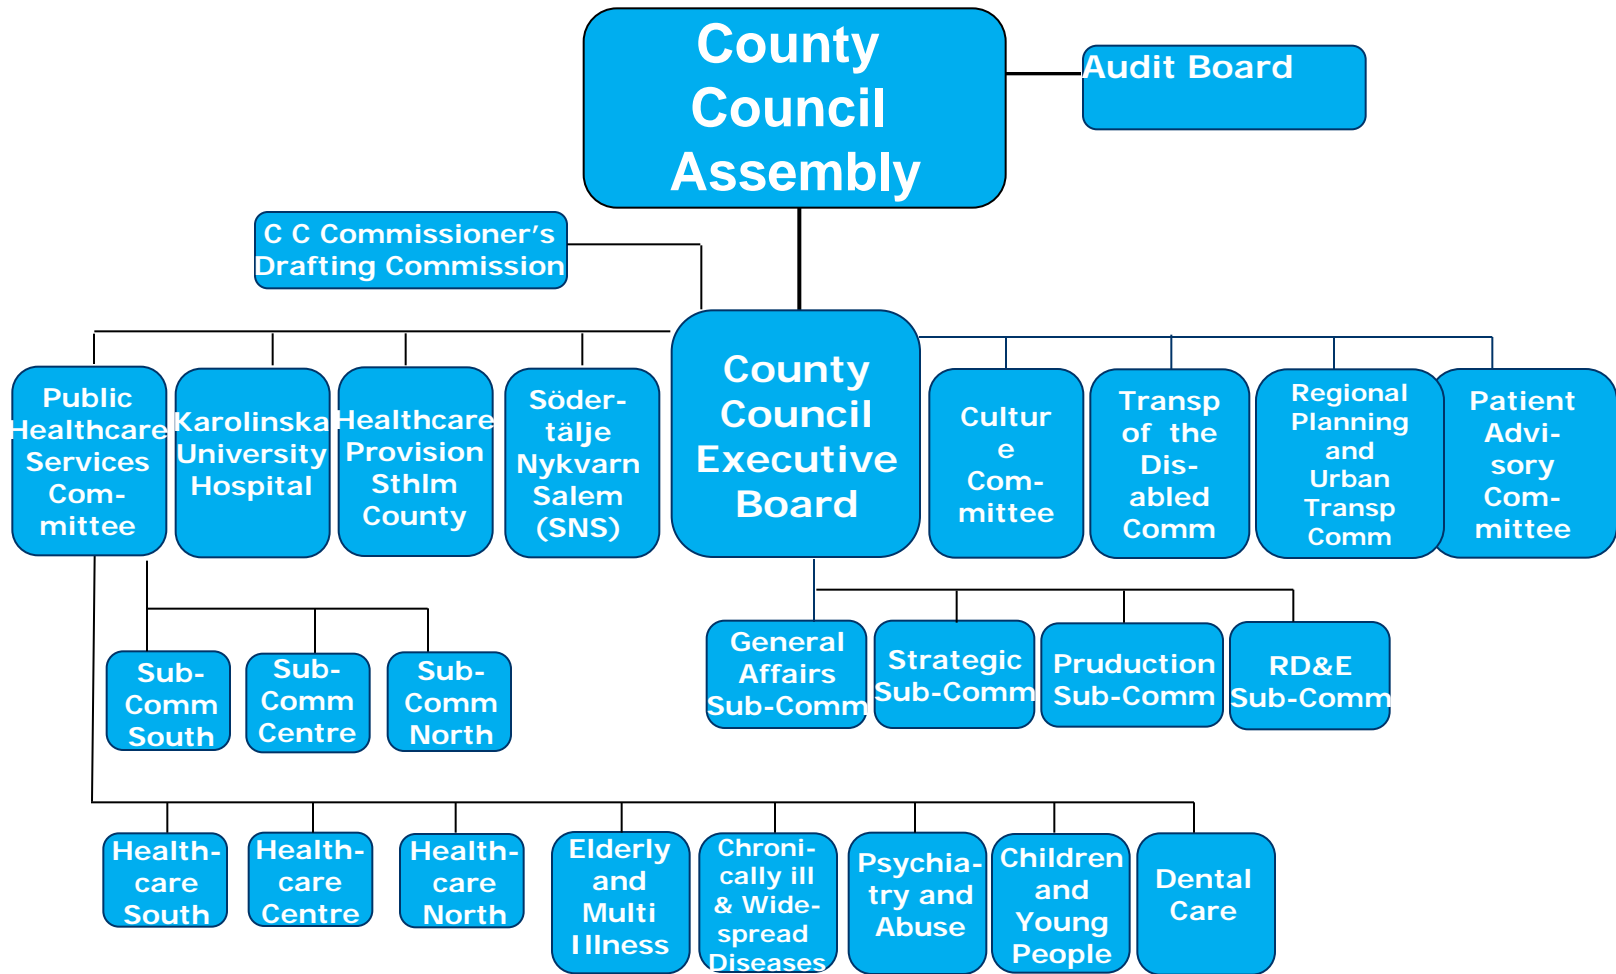 County
Council
Assembly
Audit Board
C C Commissioner's
Drafting Commission
Public
Healthcare
Services
Com-
mittee
Karolinska
University
Hospital
Healthcare
Provision
Sthlm
County
Söder-
tälje
Nykvarn
Salem
(SNS)
County
Council
Executive
Board
Cultur
e
Com-
mittee
Transp
of the
Dis-
abled
Comm
Regional
Planning
and
Urban
Transp
Comm
Patient
Advi-
sory
Com-
mittee
Sub-
Comm
South
Sub-
Comm
Centre
Sub-
Comm
North
General
Affairs
Sub-Comm
Strategic
Sub-Comm
Pruduction
Sub-Comm
RD&E
Sub-Comm
Health-
care
South
Health-
care
Centre
Health-
care
North
Elderly
and
Multi
Illness
Chroni-
cally ill
& Wide-
spread
Diseases
Psychia-
try and
Abuse
Children
and
Young
People
Dental
Care